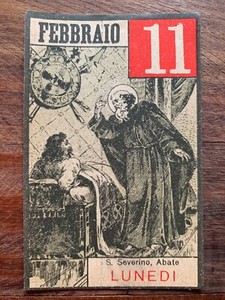 FEBBRAIO
11
S. Severino, Abate
LUNEDI